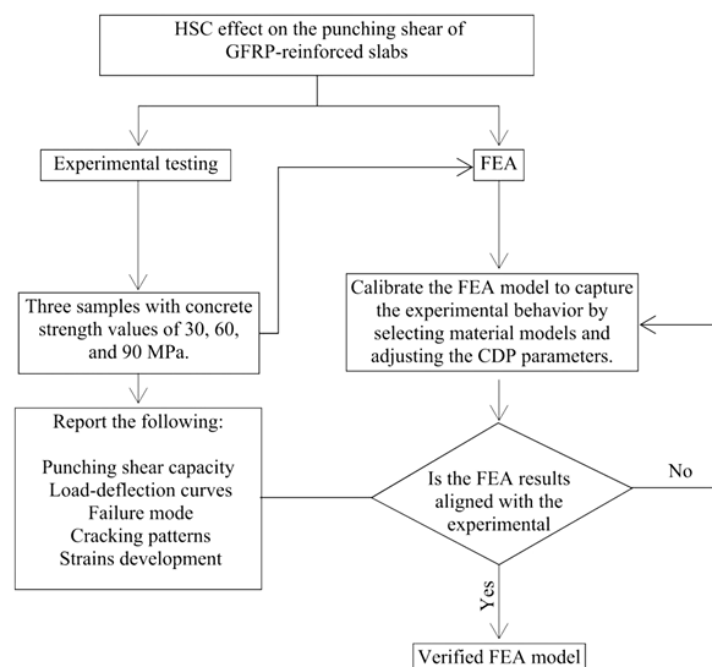 HSC effect on the punching shear of
GFRP-reinforced slabs
Experimental testing
FEA
Three samples with concrete
strength values of 30, 60,
and 90 MPa.
Calibrate the FEA model to capture
the experimental behavior by
selecting material models and
adjusting the CDP parameters.
Report the following:
Punching shear capacity
Load-deflection curves
Failure mode
Cracking patterns
Strains development
Is the FEA results
aligned with the
experimental
No
Yes
Verified FEA model